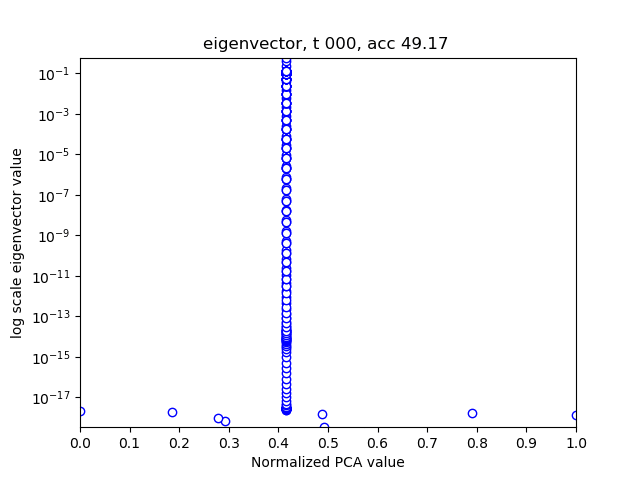 eigenvector, t 000, acc 49.17
log scale eigenvector value
10⁻¹
10⁻³
10⁻⁵
10⁻⁷
10⁻⁹
10⁻¹¹
10⁻¹³
10⁻¹⁵
10⁻¹⁷
0.0 0.1 0.2 0.3 0.4 0.5 0.6 0.7 0.8 0.9 1.0
Normalized PCA value